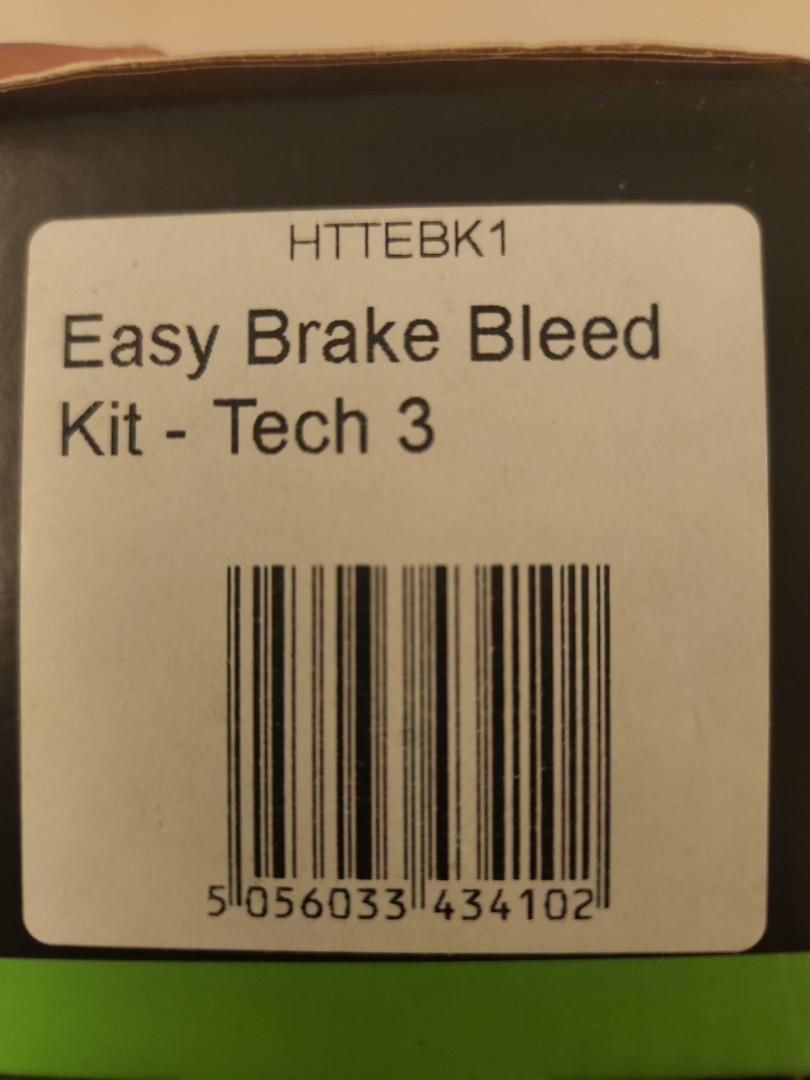 HTTEBK1
Easy Brake Bleed
Kit - Tech 3
5 056033 434102